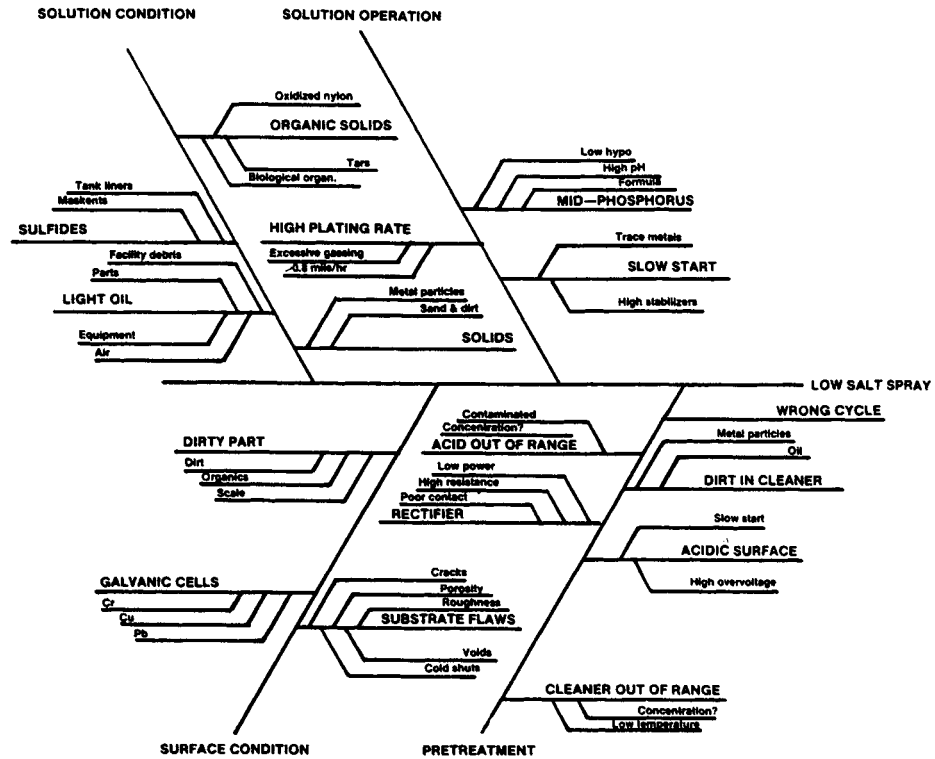 SOLUTION CONDITION
SOLUTION OPERATION
Oxidized nylon
ORGANIC SOLIDS
Tars
Biological organ.
Tank liners
Maskents
SULFIDES
Facility debris
Parts
LIGHT OIL
Equipment
Air
Low hypo
High pH
Formula
MID—PHOSPHORUS
HIGH PLATING RATE
Excessive gassing
0.8 mils/hr
Trace metals
SLOW START
High stabilizers
Metal particles
Sand & dirt
SOLIDS
LOW SALT SPRAY
WRONG CYCLE
Contaminated
Concentration?
ACID OUT OF RANGE
Metal particles
Oil
DIRT IN CLEANER
DIRTY PART
Dirt
Organics
Scale
Low power
High resistance
Poor contact
RECTIFIER
Slow start
ACIDIC SURFACE
High overvoltage
GALVANIC CELLS
Cr
Cu
Pb
Cracks
Porosity
Roughness
SUBSTRATE FLAWS
Voids
Cold shuts
CLEANER OUT OF RANGE
Concentration?
Low temperature
SURFACE CONDITION
PRETREATMENT